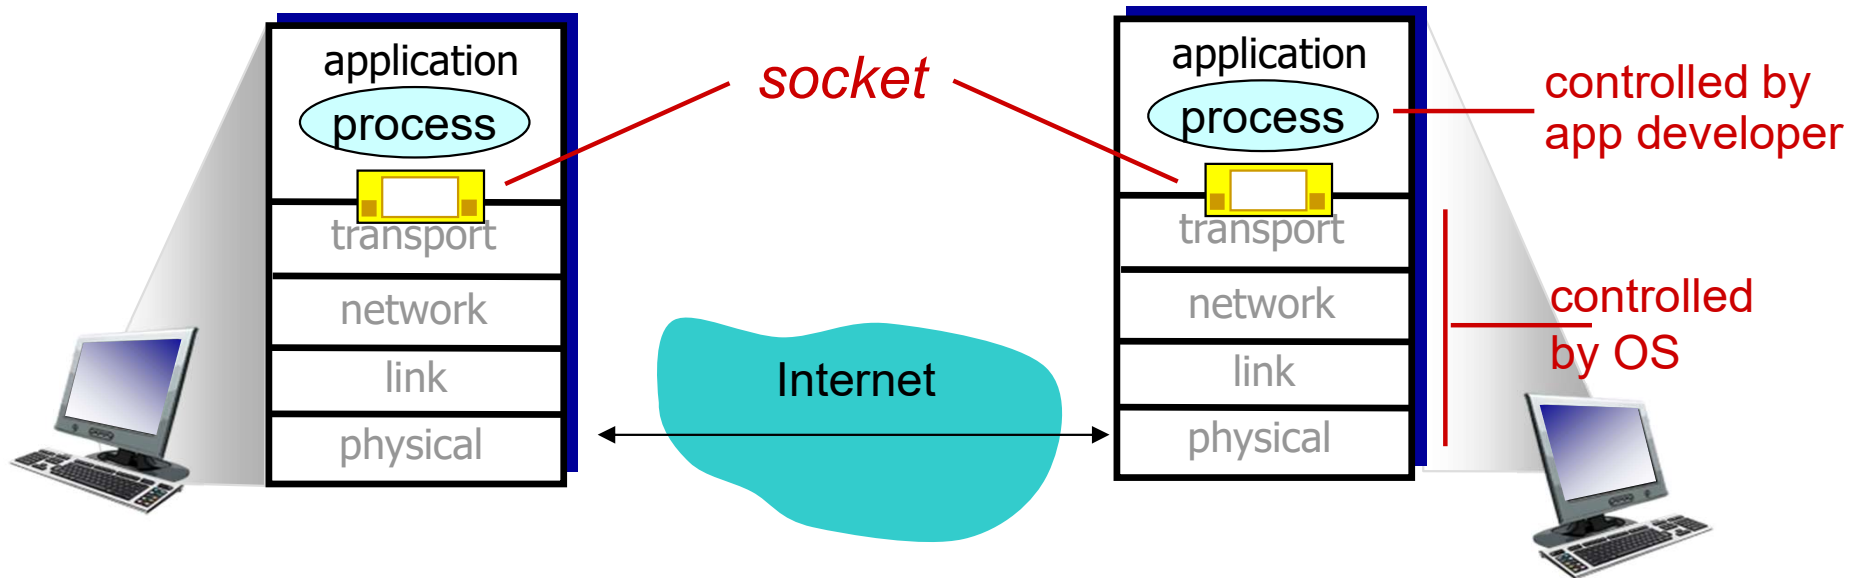 application
process
transport
network
link
physical
socket
Internet
application
process
transport
network
link
physical
controlled by
app developer
controlled
by OS